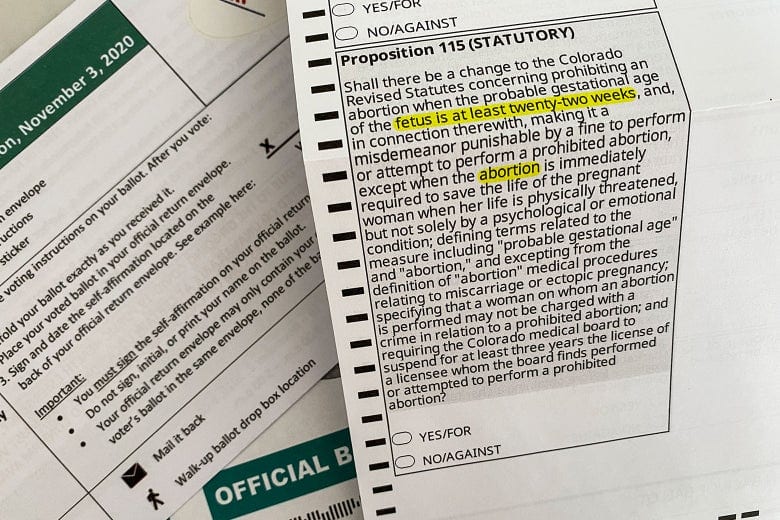 on, November 3, 2020
n envelope
uctions
sticker
e voting instructions on your ballot. After you vote:
fold your ballot exactly as you received it.
Place your voted ballot in your official return envelope.
3. Sign and date the self-affirmation located on the
back of your official return envelope. See example here:
X
Important:
You must sign the self-affirmation on your official return
Do not sign, initial, or print your name on the ballot.
Your official return envelope may only contain your
voter's ballot in the same envelope, none of the ba
Mail it back
Walk-up ballot drop box location
OFFICIAL B
YES/FOR
NO/AGAINST
Proposition 115 (STATUTORY)
Shall there be a change to the Colorado
Revised Statutes concerning prohibiting an
abortion when the probable gestational age
of the fetus is at least twenty-two weeks, and,
in connection therewith, making it a
misdemeanor punishable by a fine to perform
or attempt to perform a prohibited abortion,
except when the abortion is immediately
required to save the life of the pregnant
woman when her life is physically threatened,
but not solely by a psychological or emotional
condition; defining terms related to the
measure including "probable gestational age"
and "abortion," and excepting from the
definition of "abortion" medical procedures
relating to miscarriage or ectopic pregnancy;
specifying that a woman on whom an abortion
is performed may not be charged with a
crime in relation to a prohibited abortion; and
requiring the Colorado medical board to
suspend for at least three years the license of
a licensee whom the board finds performed
or attempted to perform a prohibited
abortion?
YES/FOR
NO/AGAINST